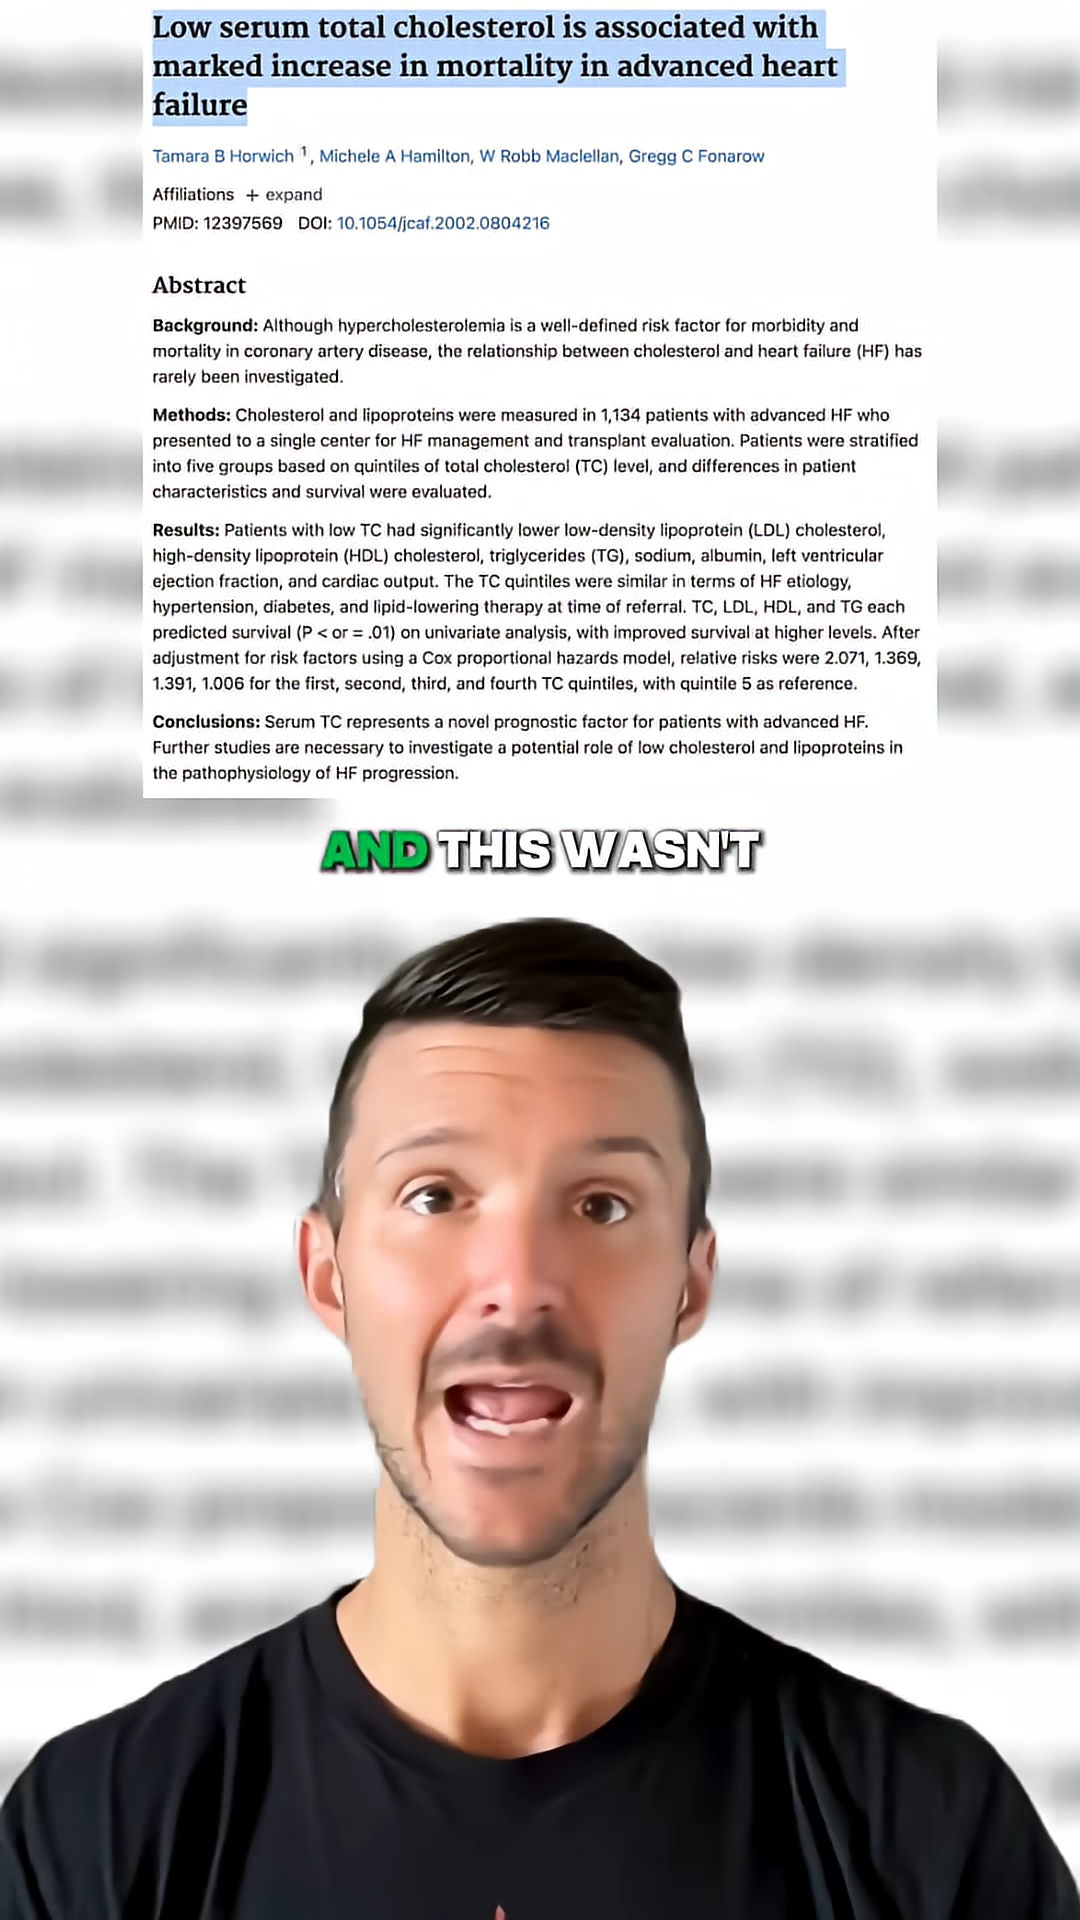 Low serum total cholesterol is associated with
marked increase in mortality in advanced heart
failure
Tamara B Horwich 1, Michele A Hamilton, W Robb Maclellan, Gregg C Fonarow
Affiliations + expand
PMID: 12397569 DOI: 10.1054/jcaf.2002.0804216
Abstract
Background: Although hypercholesterolemia is a well-defined risk factor for morbidity and
mortality in coronary artery disease, the relationship between cholesterol and heart failure (HF) has
rarely been investigated.
Methods: Cholesterol and lipoproteins were measured in 1,134 patients with advanced HF who
presented to a single center for HF management and transplant evaluation. Patients were stratified
into five groups based on quintiles of total cholesterol (TC) level, and differences in patient
characteristics and survival were evaluated.
Results: Patients with low TC had significantly lower low-density lipoprotein (LDL) cholesterol,
high-density lipoprotein (HDL) cholesterol, triglycerides (TG), sodium, albumin, left ventricular
ejection fraction, and cardiac output. The TC quintiles were similar in terms of HF etiology,
hypertension, diabetes, and lipid-lowering therapy at time of referral. TC, LDL, HDL, and TG each
predicted survival (P < or = .01) on univariate analysis, with improved survival at higher levels. After
adjustment for risk factors using a Cox proportional hazards model, relative risks were 2.071, 1.369,
1.391, 1.006 for the first, second, third, and fourth TC quintiles, with quintile 5 as reference.
Conclusions: Serum TC represents a novel prognostic factor for patients with advanced HF.
Further studies are necessary to investigate a potential role of low cholesterol and lipoproteins in
the pathophysiology of HF progression.
AND THIS WASN'T